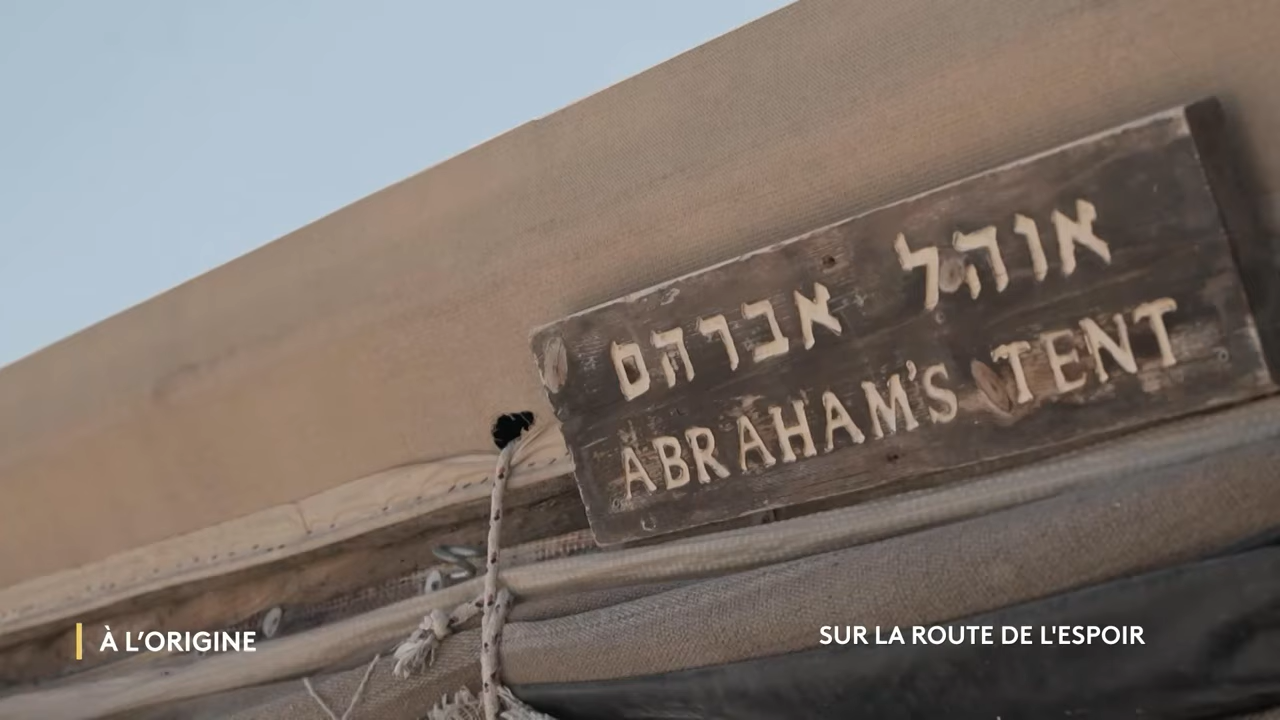 אוהל אברהם
ABRAHAM'S TENT
À L’ORIGINE
SUR LA ROUTE DE L'ESPOIR